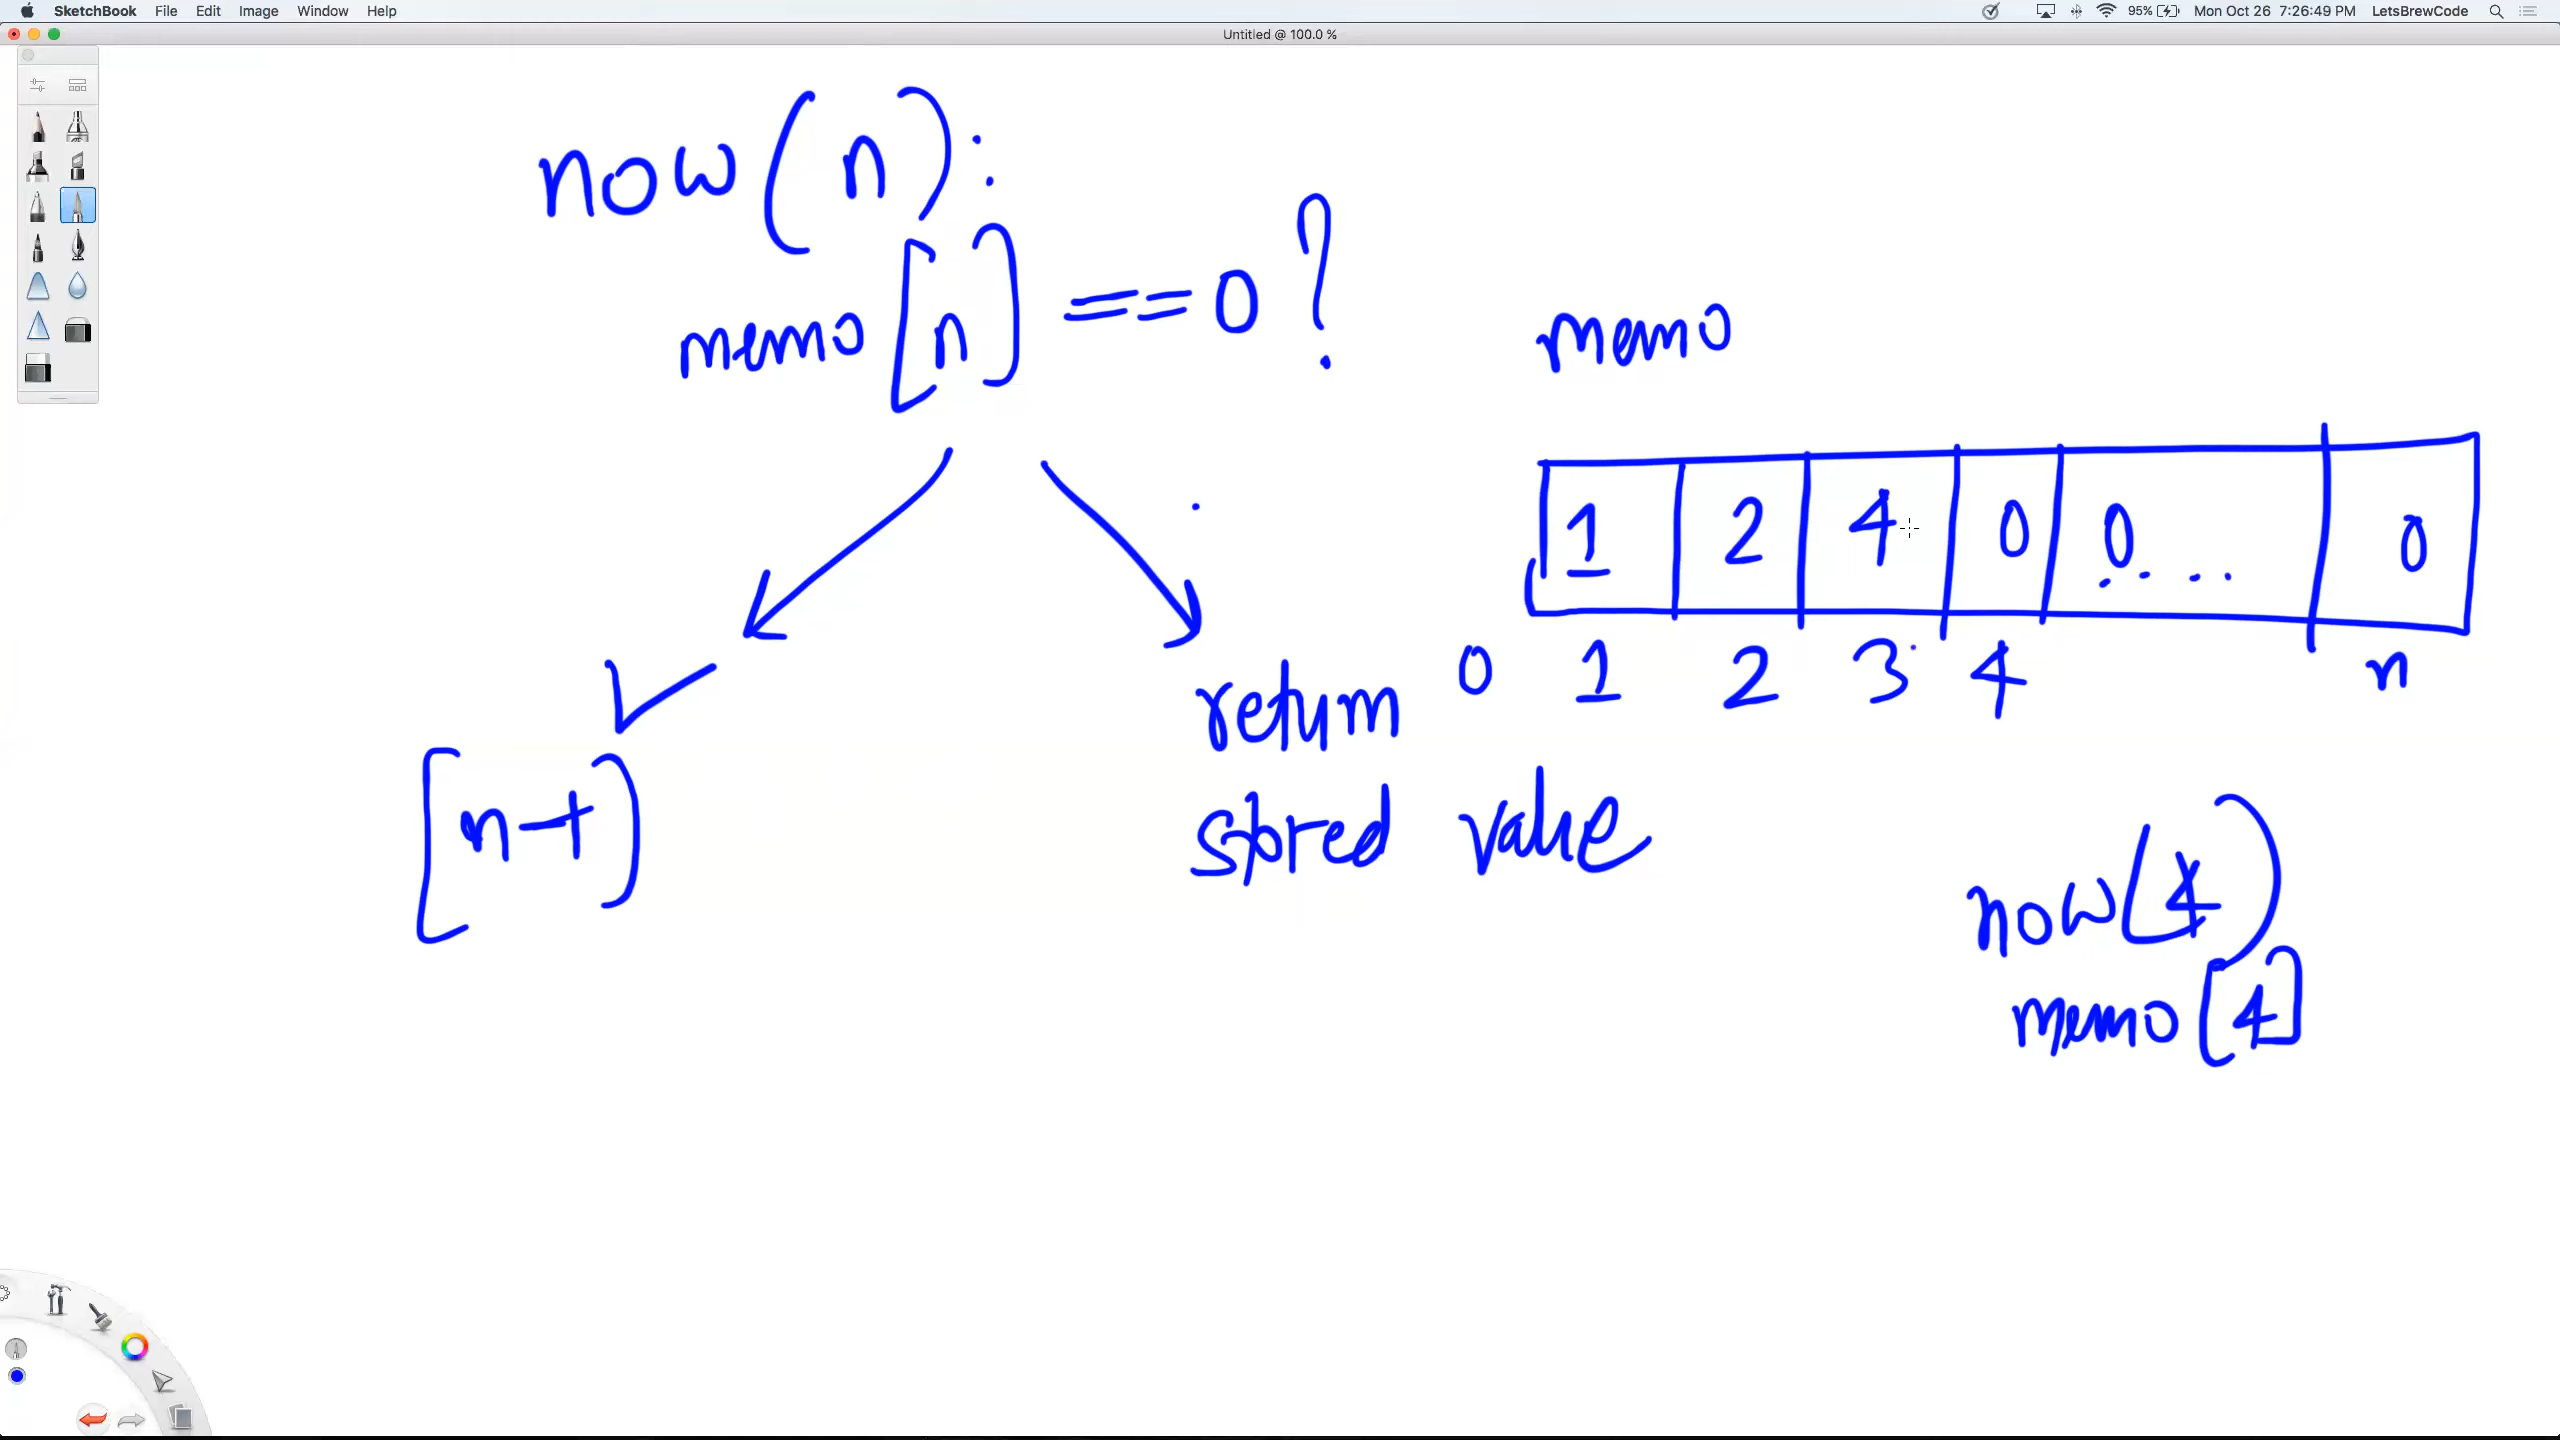 SketchBook File Edit Image Window Help 95% Mon Oct 26 7:26:49 PM LetsBrewCode
Untitled @ 100.0 %
now(n):
memo[n] ==0 ?
memo
1 2 4 0 0.... 0
0 1 2 3 4 n
return
stored value
[n-1)
now(4)
memo[4]